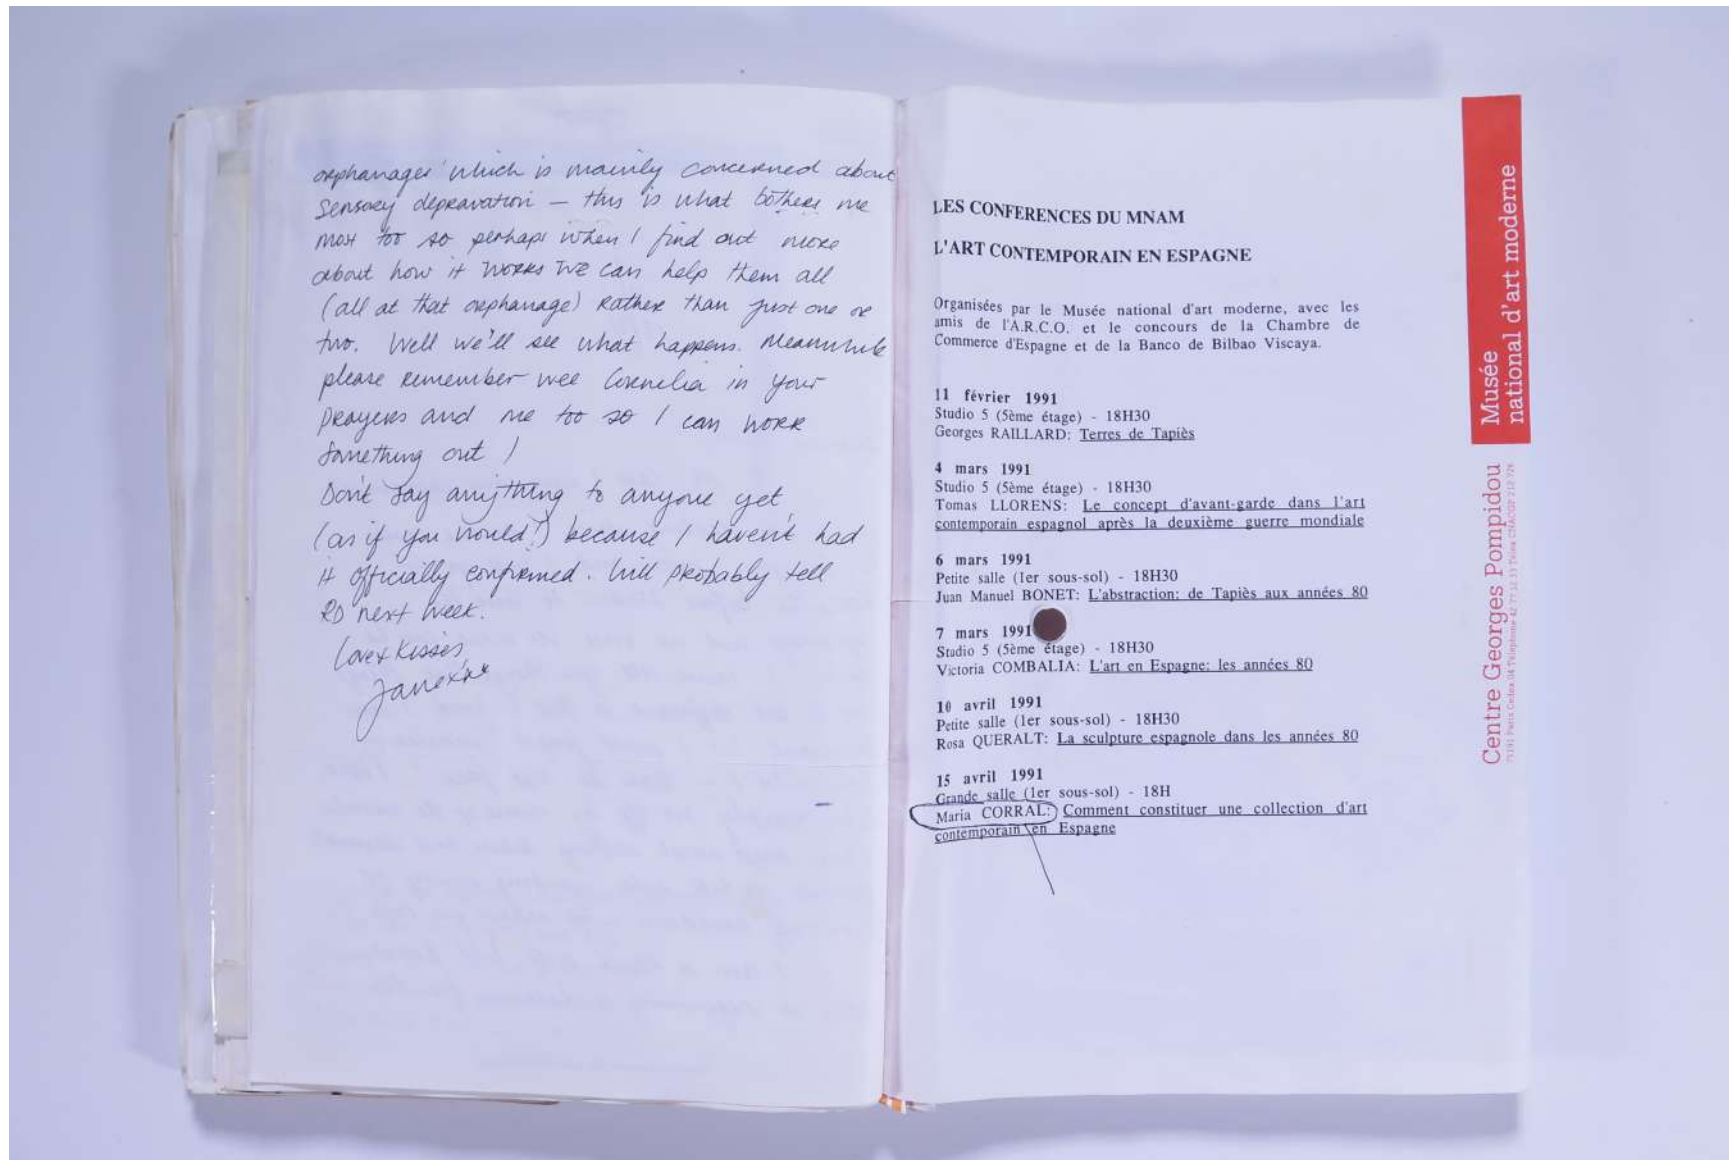 orphanages' which is mainly concerned about
sensory depravation – this is what bothers me
most too so perhaps when I find out more
about how it works we can help them all
(all at that orphanage) rather than just one or
two. Well we'll see what happens. Meanwhile
please remember wee Cornelia in your
prayers and me too so I can work
something out !
Don't say anything to anyone yet,
(as if you would!) because I haven't had
it officially confirmed. Will probably tell
RO next week.
Love & Kisses
LES CONFERENCES DU MNAM
L'ART CONTEMPORAIN EN ESPAGNE
Organisées par le Musée national d'art moderne, avec les
amis de l'A.R.C.O. et le concours de la Chambre de
Commerce d'Espagne et de la Banco de Bilbao Viscaya.
11 février 1991
Studio 5 (5ème étage) - 18H30
Georges RAILLARD: Terres de Tapiès
4 mars 1991
Studio 5 (5ème étage) - 18H30
Tomas LLORENS: Le concept d'avant-garde dans l'art
contemporain espagnol après la deuxième guerre mondiale
6 mars 1991
Petite salle (1er sous-sol) - 18H30
Juan Manuel BONET: L'abstraction: de Tapiès aux années 80
7 mars 1991
Studio 5 (5ème étage) - 18H30
Victoria COMBALIA: L'art en Espagne: les années 80
10 avril 1991
Petite salle (1er sous-sol) - 18H30
Rosa QUERALT: La sculpture espagnole dans les années 80
15 avril 1991
Grande salle (1er sous-sol) - 18H
Maria CORRAL: Comment constituer une collection d'art
contemporain en Espagne
Musée
national d'art moderne
Centre Georges Pompidou